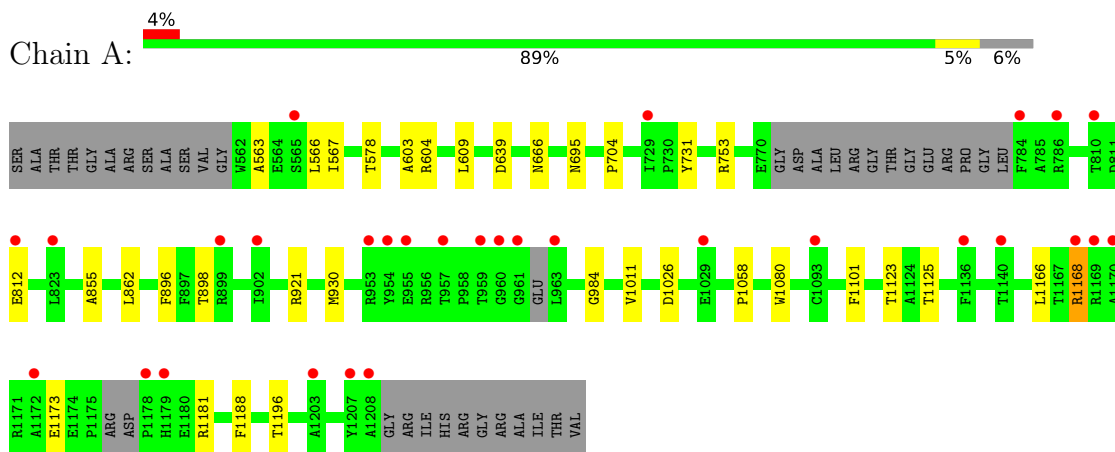 4%
Chain A:
89% 5% 6%
SER ALA THR THR GLY ALA ARG SER ALA SER VAL GLY W562 A563 E564 S565 L566 I567 T578 A603 R604 L609 D639 N666 N695 P704 I729 P730 Y731 R753 E770 GLY ASP ALA LEU ARG GLY THR GLY GLU ARG PRO GLY LEU F784 A785 R786 T810 D811
E812 L823 A855 L862 F896 F897 T898 R899 I902 R921 M930 R953 Y954 E955 R956 T957 P958 T959 G960 G961 GLU L963 G984 V1011 D1026 E1029 P1058 W1080 C1093 F1101 T1123 A1124 T1125 F1136 T1140 L1166 T1167 R1168 R1169 A1170
R1171 A1172 E1173 E1174 P1175 ARG ASP P1178 H1179 E1180 R1181 F1188 T1196 A1203 Y1207 A1208 GLY ARG ILE HIS ARG GLY ARG ALA ILE THR VAL